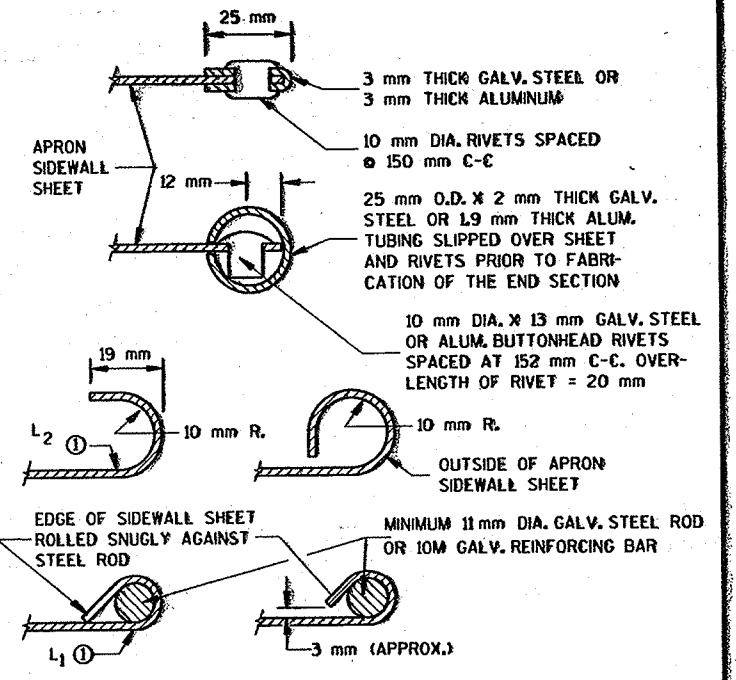 25 mm
3 mm THICK GALV. STEEL OR
3 mm THICK ALUMINUM
10 mm DIA. RIVETS SPACED
@ 150 mm C-C
APRON
SIDEWALL
SHEET
12 mm
25 mm O.D. X 2 mm THICK GALV.
STEEL OR 1.9 mm THICK ALUM.
TUBING SLIPPED OVER SHEET
AND RIVETS PRIOR TO FABRI-
CATION OF THE END SECTION
10 mm DIA. X 13 mm GALV. STEEL
OR ALUM. BUTTONHEAD RIVETS
SPACED AT 152 mm C-C. OVER-
LENGTH OF RIVET = 20 mm
19 mm
10 mm R.
L2 ①
10 mm R.
OUTSIDE OF APRON
SIDEWALL SHEET
EDGE OF SIDEWALL SHEET
ROLLED SNUGLY AGAINST
STEEL ROD
MINIMUM 11 mm DIA. GALV. STEEL ROD
OR 10M GALV. REINFORCING BAR
L1 ①
3 mm (APPROX.)